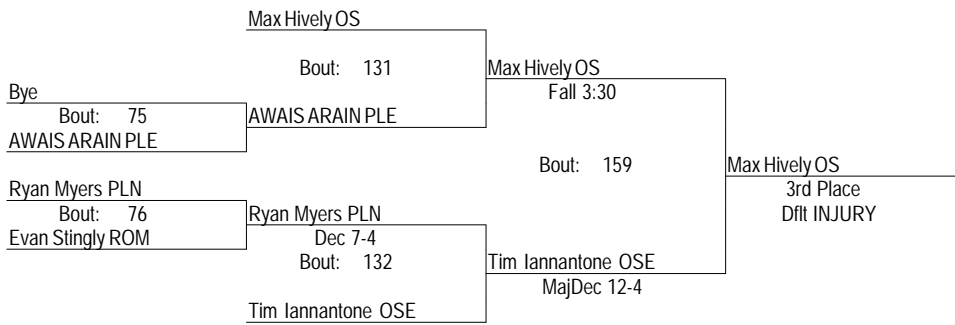 Max Hively OS
Bout: 131
Max Hively OS
Fall 3:30
Bye
Bout: 75
AWAIS ARAIN PLE
AWAIS ARAIN PLE
Bout: 159
Max Hively OS
3rd Place
Dflt INJURY
Ryan Myers PLN
Bout: 76
Evan Stingly ROM
Ryan Myers PLN
Dec 7-4
Bout: 132
Tim Iannantone OSE
MajDec 12-4
Tim Iannantone OSE